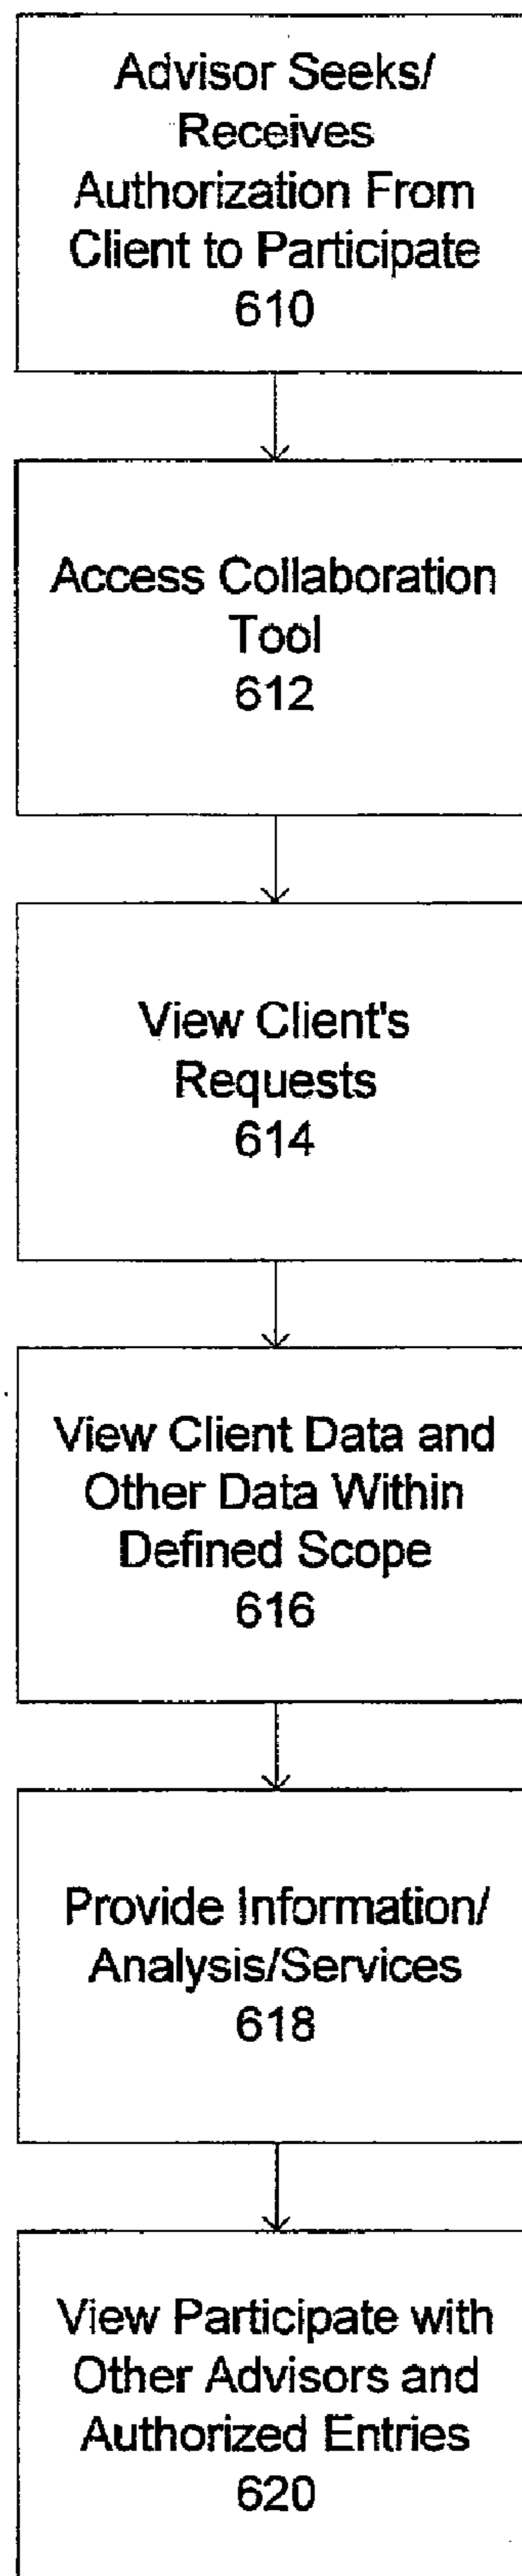 Advisor Seeks/
Receives
Authorization From
Client to Participate
610
Access Collaboration
Tool
612
View Client's
Requests
614
View Client Data and
Other Data Within
Defined Scope
616
Provide Information/
Analysis/Services
618
View Participate with
Other Advisors and
Authorized Entries
620